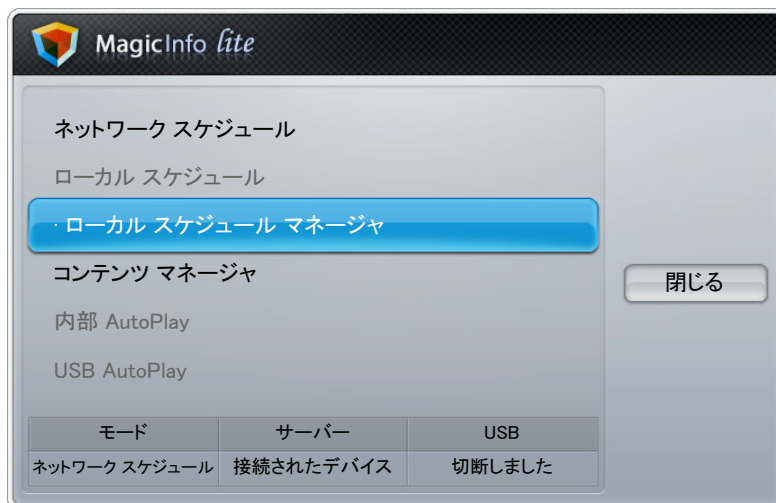 MagicInfo lite
ネットワーク スケジュール
ローカル スケジュール
· ローカル スケジュール マネージャ
コンテンツ マネージャ
内部 AutoPlay
USB AutoPlay
閉じる
モード サーバー USB
ネットワーク スケジュール 接続されたデバイス 切断しました